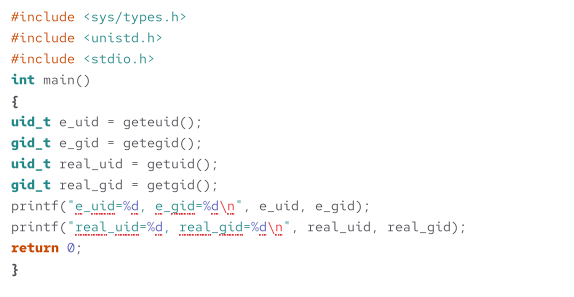 #include <sys/types.h>
#include <unistd.h>
#include <stdio.h>
int main()
{
uid_t e_uid = geteuid();
gid_t e_gid = getegid();
uid_t real_uid = getuid();
gid_t real_gid = getgid();
printf("e_uid=%d, e_gid=%d\n", e_uid, e_gid);
printf("real_uid=%d, real_gid=%d\n", real_uid, real_gid);
return 0;
}